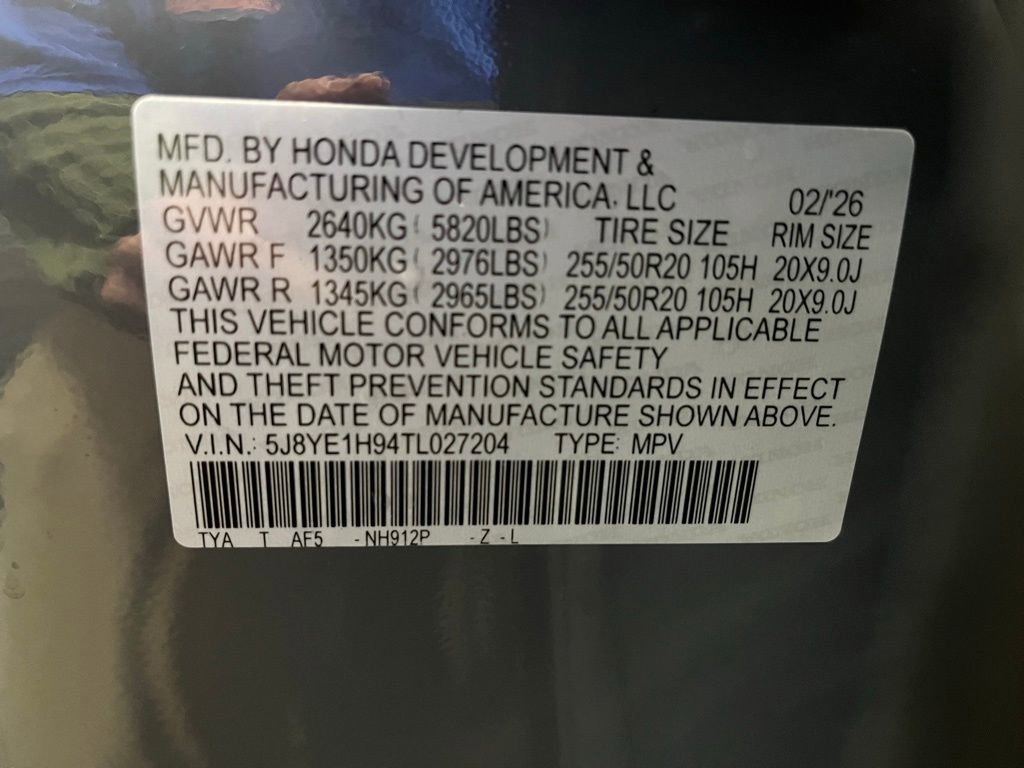 MFD. BY HONDA DEVELOPMENT &
MANUFACTURING OF AMERICA, LLC 02/'26
GVWR 2640KG ( 5820LBS) TIRE SIZE RIM SIZE
GAWR F 1350KG ( 2976LBS) 255/50R20 105H 20X9.0J
GAWR R 1345KG ( 2965LBS) 255/50R20 105H 20X9.0J
THIS VEHICLE CONFORMS TO ALL APPLICABLE
FEDERAL MOTOR VEHICLE SAFETY
AND THEFT PREVENTION STANDARDS IN EFFECT
ON THE DATE OF MANUFACTURE SHOWN ABOVE.
V.I.N.: 5J8YE1H94TL027204 TYPE: MPV
TYA T AF5 - NH912P - Z - L